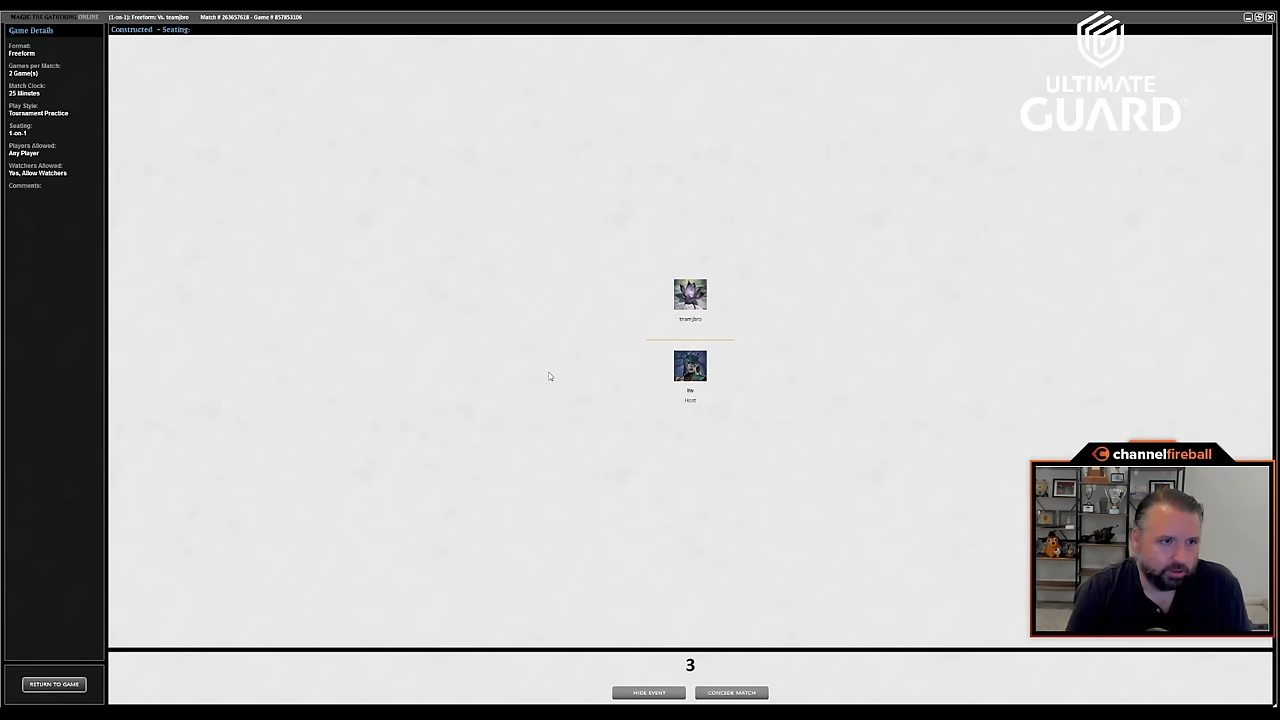 MAGIC THE GATHERING ONLINE
(1-on-1): Freeform: Vs. teamjbro
Match # 263657618 - Game # 857853106
Game Details
Constructed - Seating:
Format:
Freeform
Games per Match:
2 Game(s)
Match Clock:
25 Minutes
Play Style:
Tournament Practice
Seating:
1-on-1
Players Allowed:
Any Player
Watchers Allowed:
Yes, Allow Watchers
Comments:
ULTIMATE
GUARD®
teamjbro
Host
channelfireball
3
RETURN TO GAME
HIDE EVENT
CONCEDE MATCH